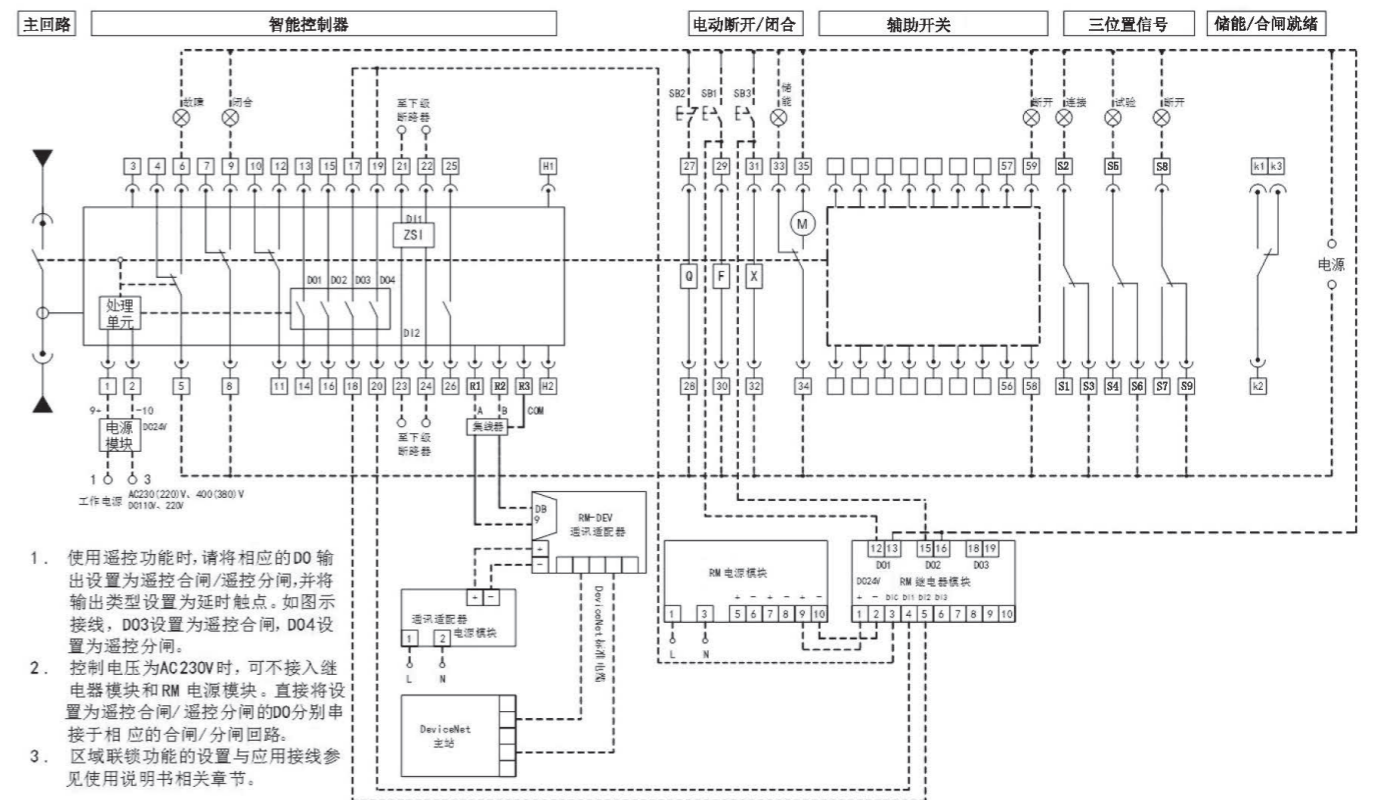 主回路 智能控制器 电动断开/闭合 辅助开关 三位置信号 储能/合闸就绪
故障 闭合 至下级 断路器 SB2 SB1 SB3 储能 断开 连接 试验 断开
3 4 6 7 9 10 12 13 15 17 19 21 22 25 H1 27 29 31 33 35 57 59 S2 S5 S8 k1 k3
DI1
ZSI
M
电源
DO1 DO2 DO3 DO4
Q F X
处理
单元
DI2
1 2 5 8 11 14 16 18 20 23 24 26 R1 R2 R3 H2 28 30 32 34 56 58 S1 S3 S4 S6 S7 S9 k2
9+ -10
A B COM
电源
模块
DC24V
集线器
至下级
断路器
1 3
工作电源 AC230(220)V、400(380)V
DC110V、220V
DB
9
RM-DEV
通讯适配器
+
-
DeviceNet标准电缆
+ -
通讯适配器
电源模块
1 2
L N
DeviceNet
主站
RM 电源模块
+ - + - + -
1 3 5 6 7 8 9 10
L N
12 13 15 16 18 19
DO1 DO2 DO3
DC24V RM 继电器模块
+ - DIC DI1 DI2 DI3
1 2 3 4 5 6 7 8 9 10
1. 使用遥控功能时,请将相应的DO 输
出设置为遥控合闸/遥控分闸,并将
输出类型设置为延时触点。如图示
接线，DO3设置为遥控合闸, DO4设
置为遥控分闸。
2. 控制电压为AC230V时，可不接入继
电器模块和RM 电源模块。直接将设
置为遥控合闸/遥控分闸的DO分别串
接于相 应的合闸/分闸回路。
3. 区域联锁功能的设置与应用接线参
见使用说明书相关章节。